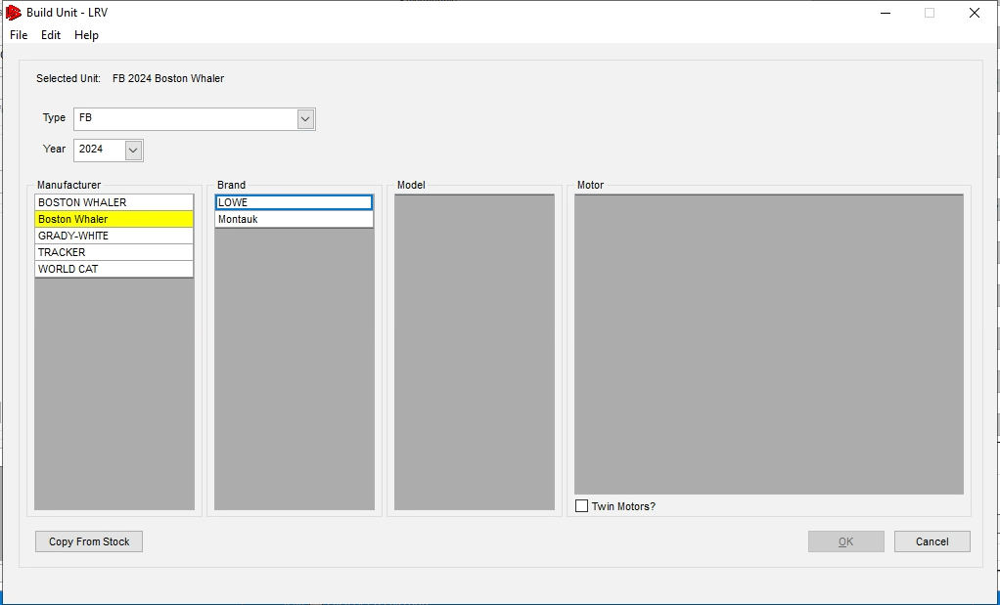 Build Unit - LRV
File Edit Help
Selected Unit: FB 2024 Boston Whaler
Type FB
Year 2024
Manufacturer
BOSTON WHALER
Boston Whaler
GRADY-WHITE
TRACKER
WORLD CAT
Brand
LOWE
Montauk
Model
Motor
Twin Motors?
Copy From Stock
OK
Cancel